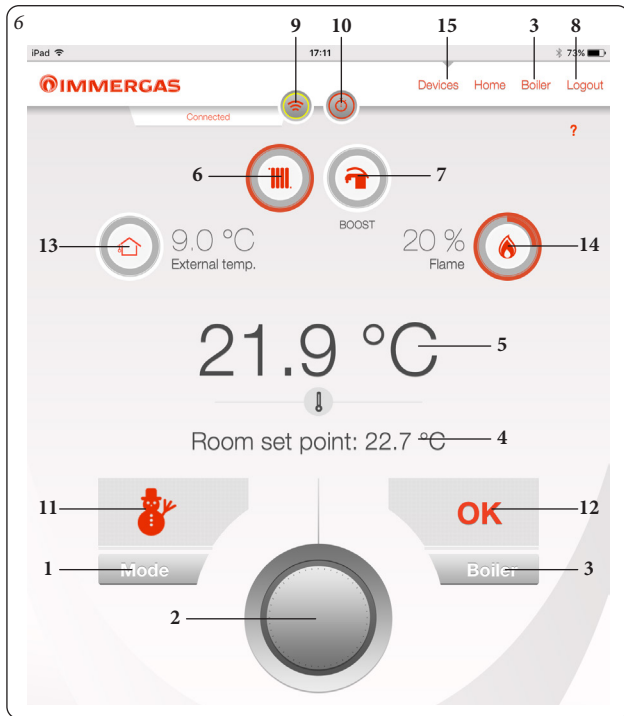 6
9 10 15 3 8
iPad 17:11 73%
IMMERGAS Devices Home Boiler Logout
Connected
?
6 7
BOOST
13 9.0 °C 20 % 14
External temp. Flame
21.9 °C 5
Room set point: 22.7 °C 4
11 OK 12
1 Mode Boiler 3
2